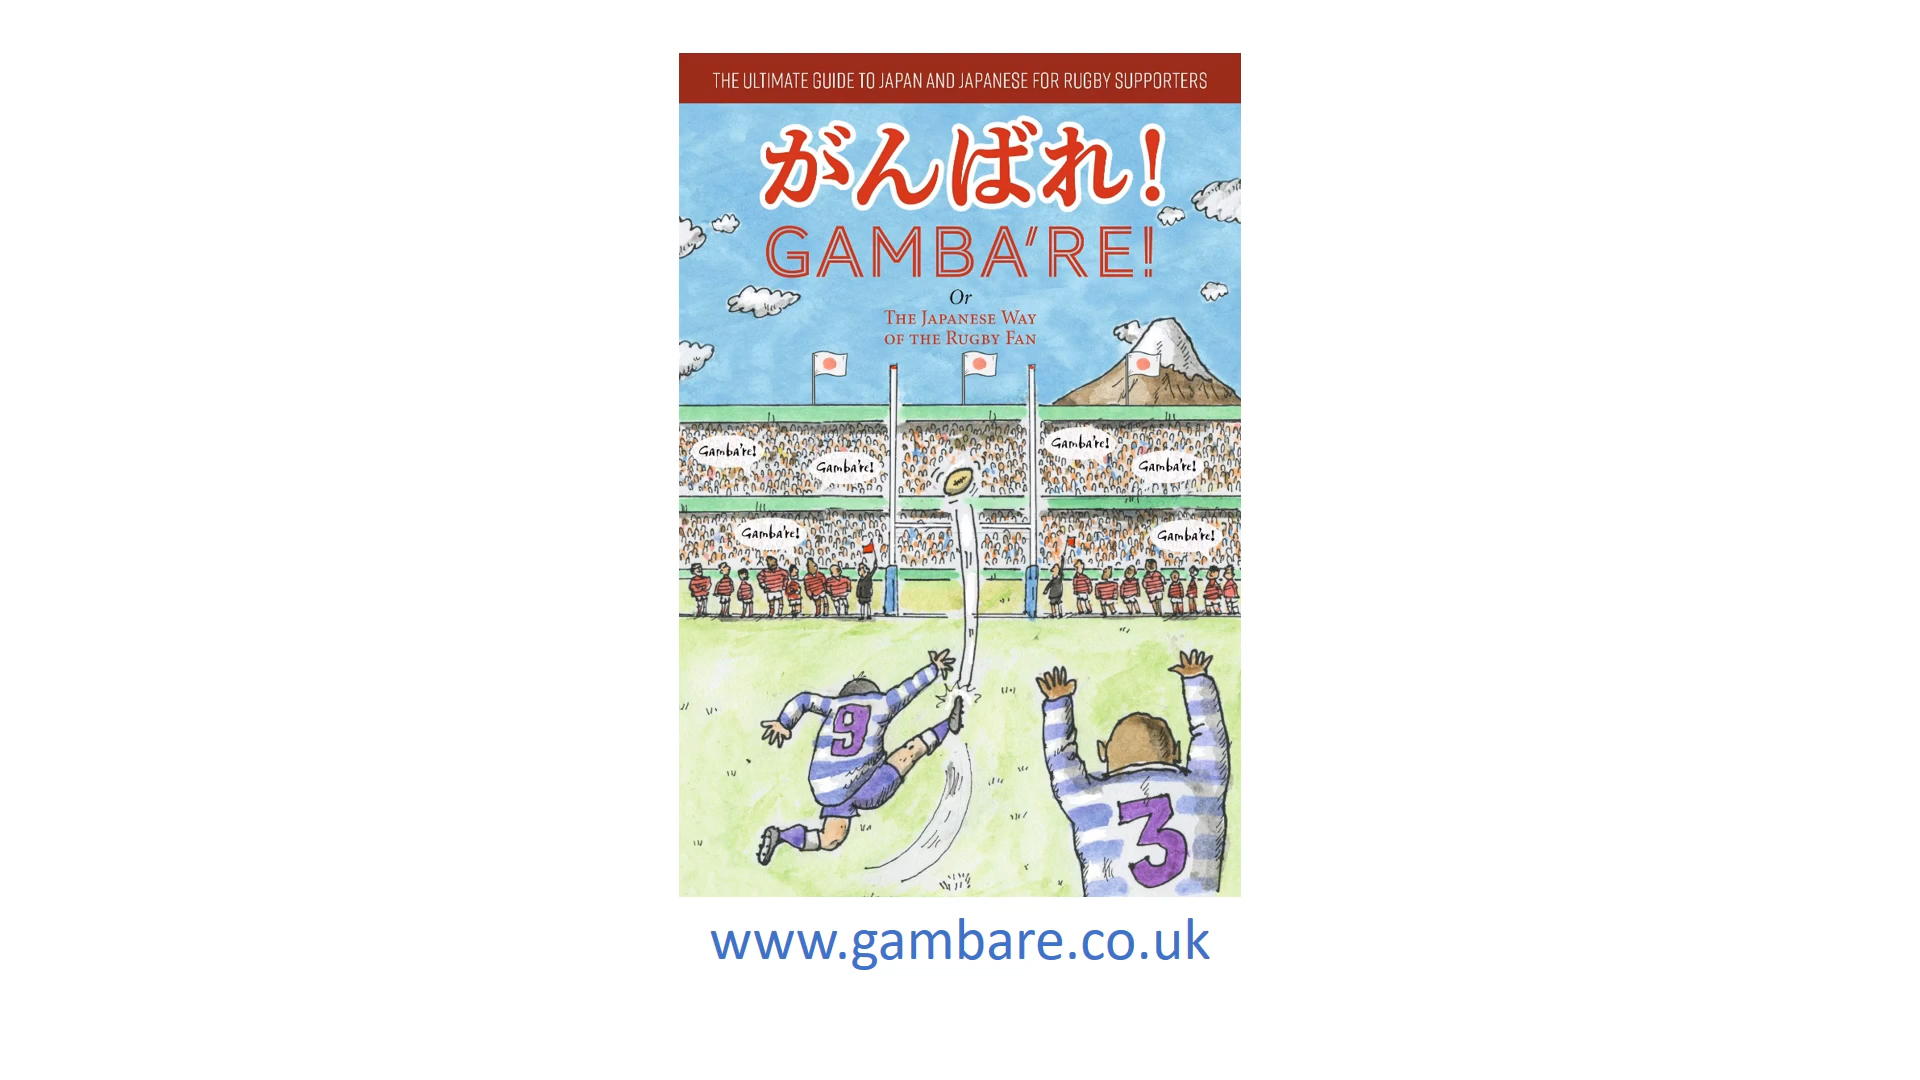 THE ULTIMATE GUIDE TO JAPAN AND JAPANESE FOR RUGBY SUPPORTERS
がんばれ！
GAMBA’RE!
Or
THE JAPANESE WAY
OF THE RUGBY FAN
Gamba're!
Gamba're!
Gamba're!
Gamba're!
Gamba're!
Gamba're!
9
3
www.gambare.co.uk